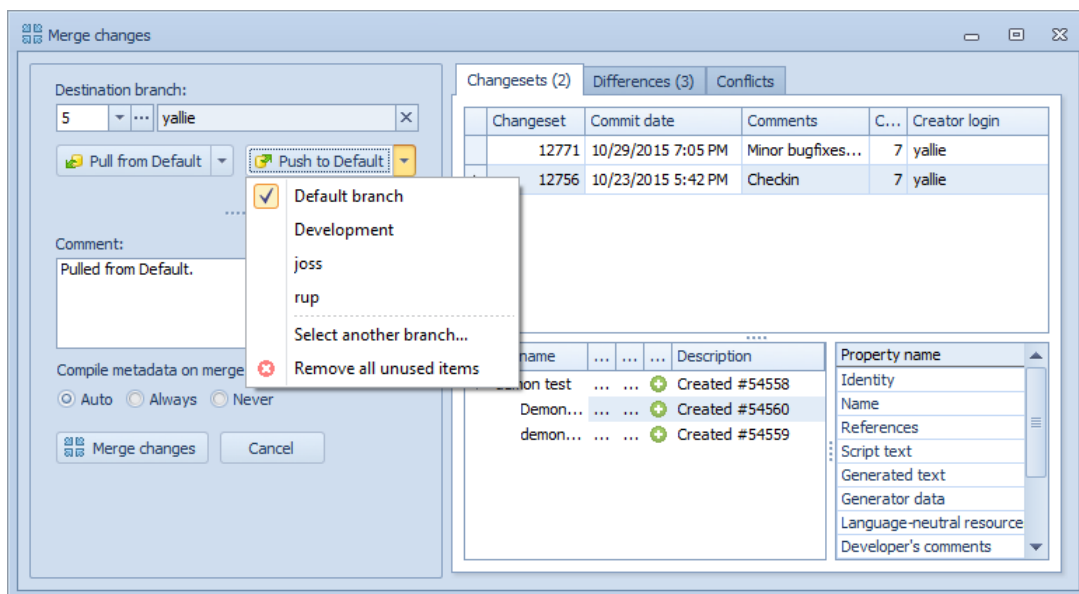 Merge changes
Destination branch:
5 ... yallie
Pull from Default
Push to Default
Default branch
Development
joss
rup
Select another branch...
Remove all unused items
Comment:
Pulled from Default.
Compile metadata on merge
Auto Always Never
Merge changes Cancel
Changesets (2) Differences (3) Conflicts
Changeset Commit date Comments C... Creator login
12771 10/29/2015 7:05 PM Minor bugfixes... 7 yallie
12756 10/23/2015 5:42 PM Checkin 7 yallie
name ... ... ... Description
mon test ... ... Created #54558
Demon... ... ... Created #54560
demon... ... ... Created #54559
Property name
Identity
Name
References
Script text
Generated text
Generator data
Language-neutral resource
Developer's comments